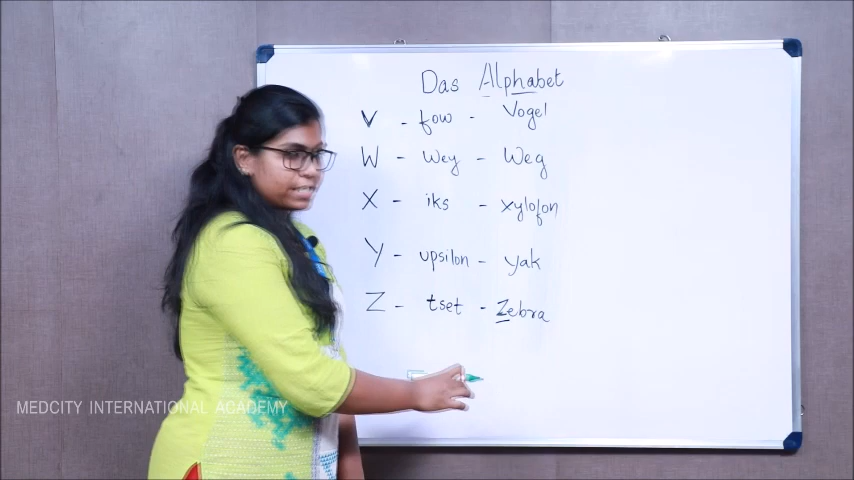 Das Alphabet
V - fow - Vogel
W - wey - Weg
X - iks - xylofon
Y - upsilon - yak
Z - tset - Zebra
MEDCITY INTERNATIONAL ACADEMY